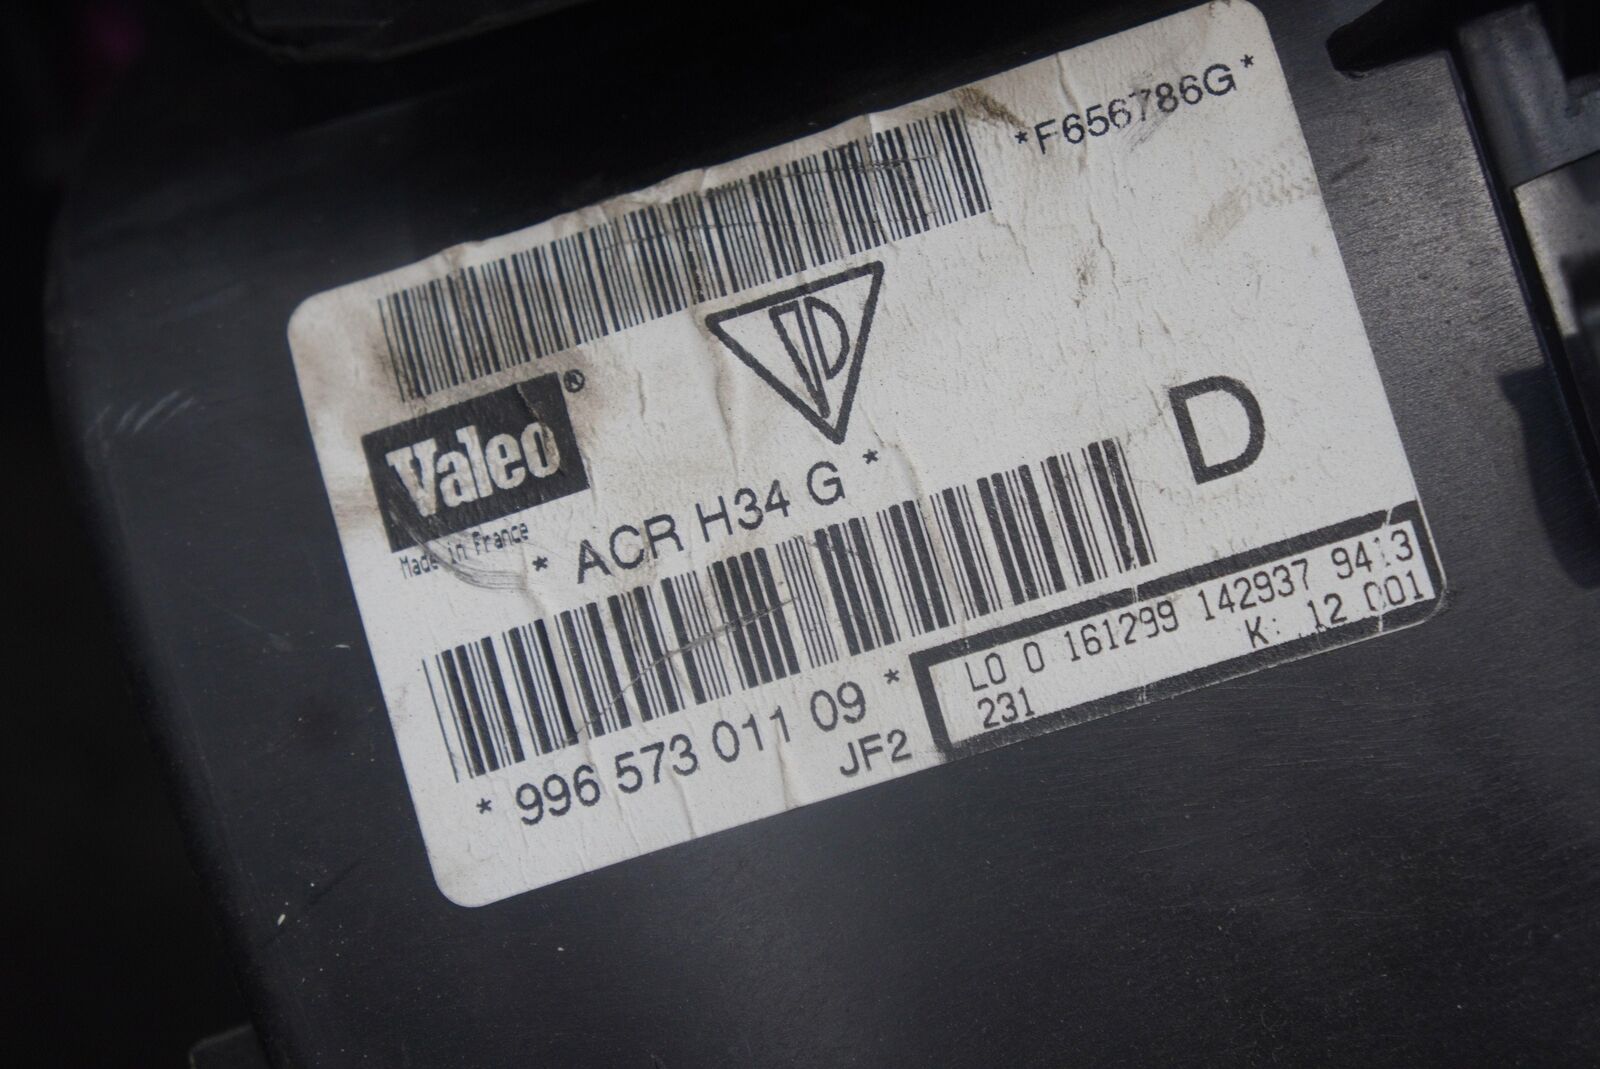 *F656786G*
Valeo®
Made in France
* ACR H34 G *
D
* 996 573 011 09 *
JF2
LO 0 161299 142937 9413
231 K: 12 001